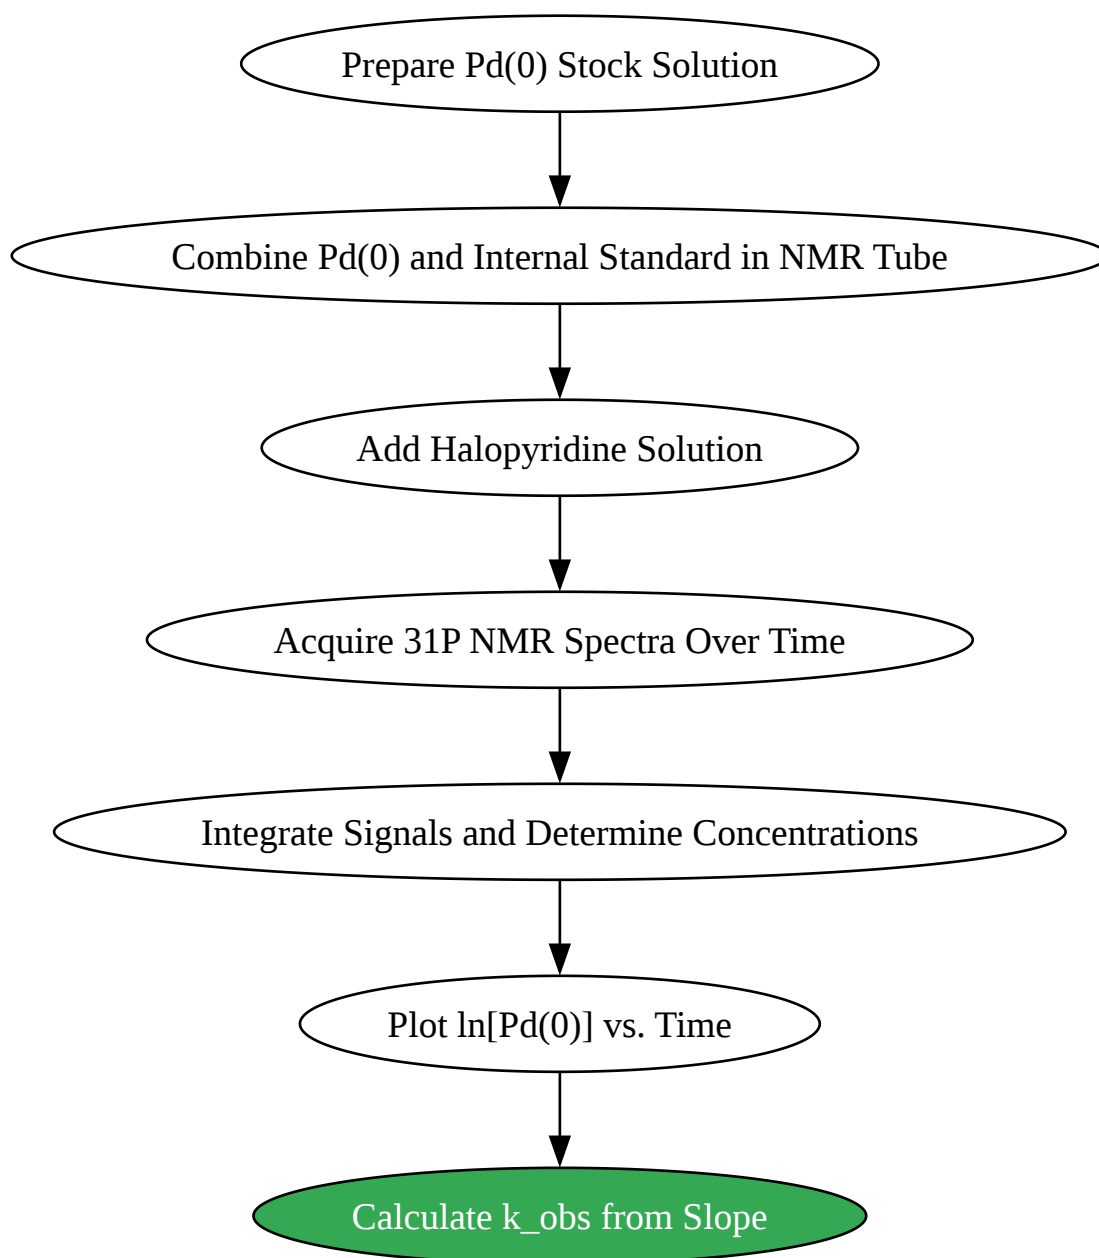 Prepare Pd(0) Stock Solution
Combine Pd(0) and Internal Standard in NMR Tube
Add Halopyridine Solution
Acquire 31P NMR Spectra Over Time
Integrate Signals and Determine Concentrations
Plot ln[Pd(0)] vs. Time
Calculate k_obs from Slope